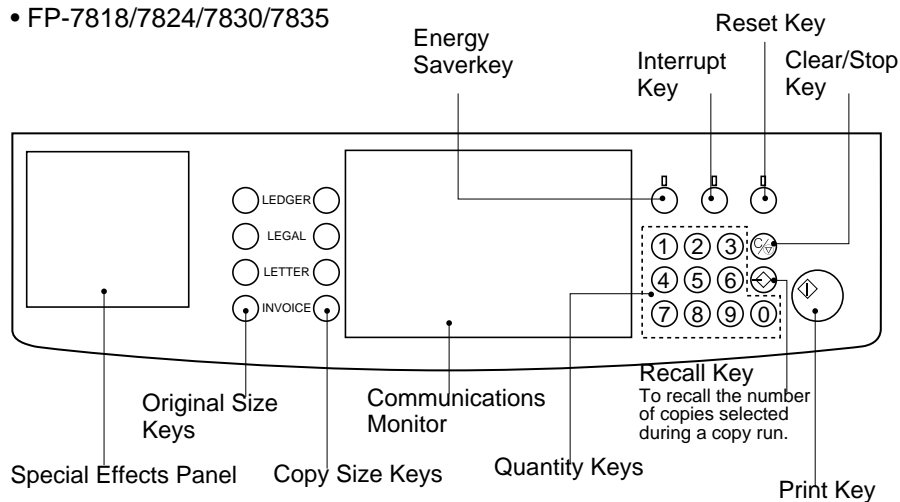 • FP-7818/7824/7830/7835
Energy
Saverkey
Interrupt
Key
Reset Key
Clear/Stop
Key
LEDGER
LEGAL
LETTER
INVOICE
1 2 3 C/
4 5 6
7 8 9 0
Original Size
Keys
Communications
Monitor
Recall Key
To recall the number
of copies selected
during a copy run.
Special Effects Panel
Copy Size Keys
Quantity Keys
Print Key